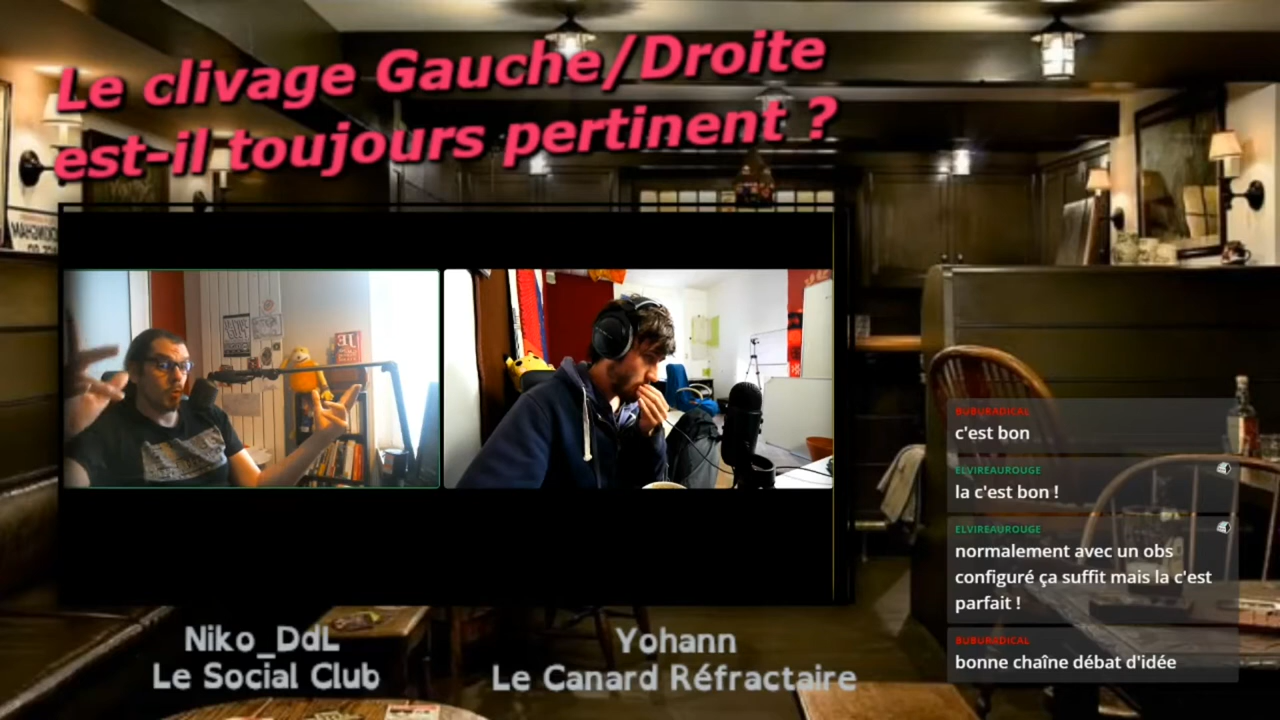 Le clivage Gauche/Droite
est-il toujours pertinent ?
BUBURADICAL
c'est bon
ELVIREAUROUGE
la c'est bon !
ELVIREAUROUGE
normalement avec un obs
configuré ça suffit mais la c'est
parfait !
BUBURADICAL
bonne chaîne débat d'idée
Niko_DdL
Le Social Club
Yohann
Le Canard Réfractaire